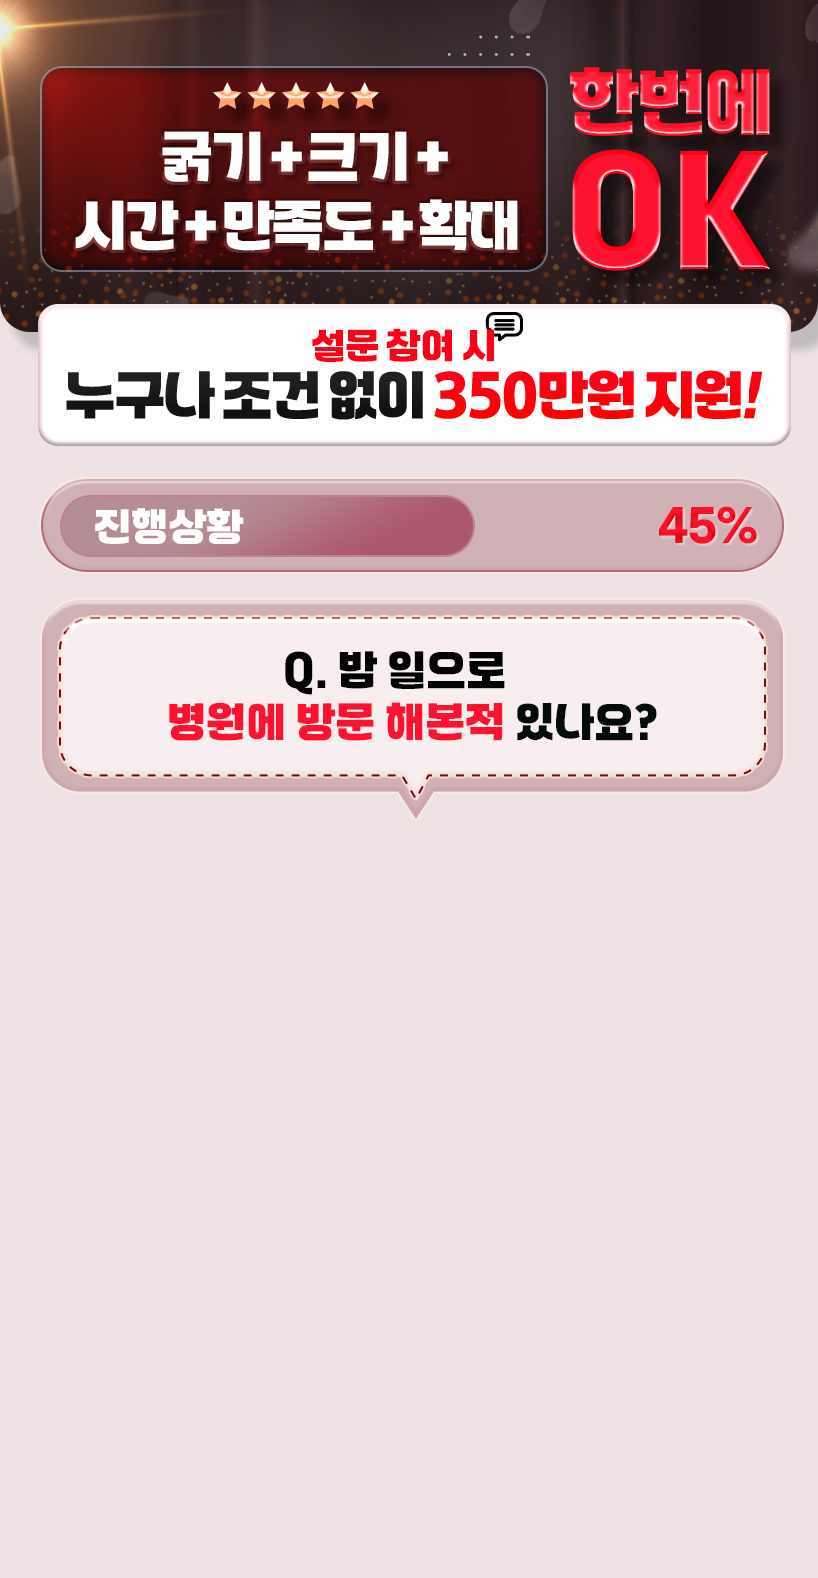 굵기+크기+
시간+만족도+확대
한번에
OK
설문 참여 시
누구나 조건 없이 350만원 지원!
진행상황 45%
Q. 밤 일으로
병원에 방문 해본적 있나요?